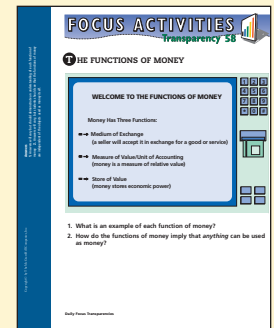 FOCUS ACTIVITIES
Transparency 58
THE FUNCTIONS OF MONEY
WELCOME TO THE FUNCTIONS OF MONEY
Money Has Three Functions:
Medium of Exchange
(a seller will accept it in exchange for a good or service)
Measure of Value/Unit of Accounting
(money is a measure of relative value)
Store of Value
(money stores economic power)
1. What is an example of each function of money?
2. How do the functions of money imply that anything can be used
as money?
Daily Focus Transparencies